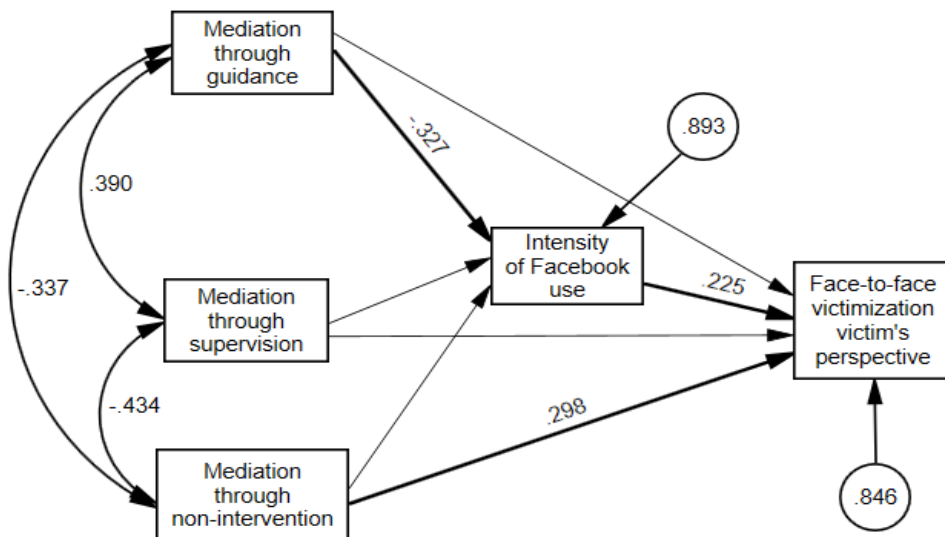 Mediation
through
guidance
-.327
.893
.390
Intensity
of Facebook
use
.225
-.337
Mediation
through
supervision
Face-to-face
victimization
victim's
perspective
-.434
.298
Mediation
through
non-intervention
.846